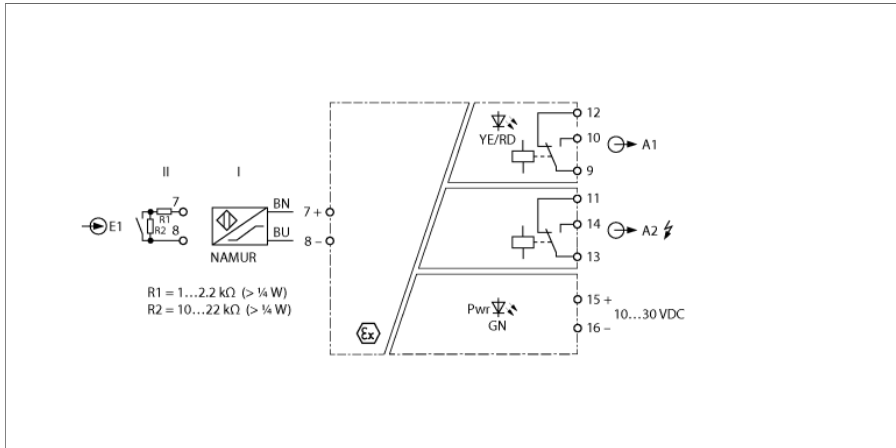 II
I
E1
R1
R2
7
8
BN
BU
7 +
8 –
NAMUR
R1 = 1...2.2 kΩ (> ¼ W)
R2 = 10...22 kΩ (> ¼ W)
Ex
YE/RD
12
10
9
A1
11
14
13
A2
Pwr
GN
15 +
16 –
10...30 VDC